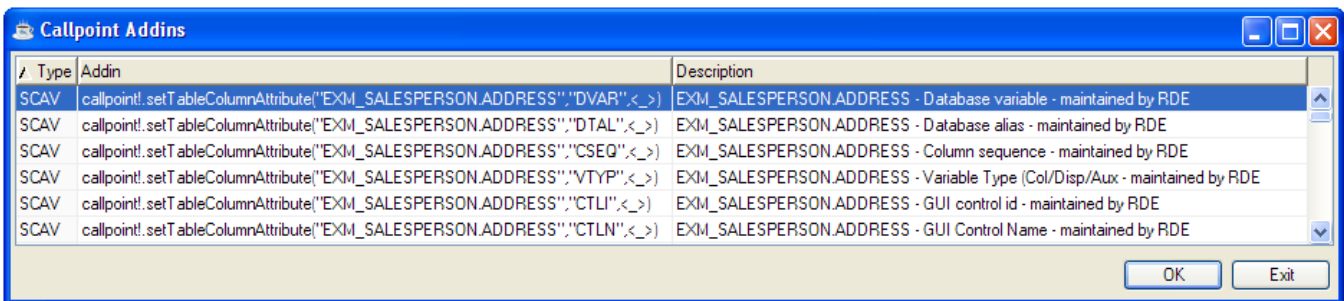 Callpoint Addins
Type Addin Description
SCAV callpoint!.setTableColumnAttribute("EXM_SALESPERSON.ADDRESS","DVAR",<_>) EXM_SALESPERSON.ADDRESS - Database variable - maintained by RDE
SCAV callpoint!.setTableColumnAttribute("EXM_SALESPERSON.ADDRESS","DTAL",<_>) EXM_SALESPERSON.ADDRESS - Database alias - maintained by RDE
SCAV callpoint!.setTableColumnAttribute("EXM_SALESPERSON.ADDRESS","CSEQ",<_>) EXM_SALESPERSON.ADDRESS - Column sequence - maintained by RDE
SCAV callpoint!.setTableColumnAttribute("EXM_SALESPERSON.ADDRESS","VTYP",<_>) EXM_SALESPERSON.ADDRESS - Variable Type (Col/Disp/Aux - maintained by RDE
SCAV callpoint!.setTableColumnAttribute("EXM_SALESPERSON.ADDRESS","CTLI",<_>) EXM_SALESPERSON.ADDRESS - GUI control id - maintained by RDE
SCAV callpoint!.setTableColumnAttribute("EXM_SALESPERSON.ADDRESS","CTLN",<_>) EXM_SALESPERSON.ADDRESS - GUI Control Name - maintained by RDE
OK Exit